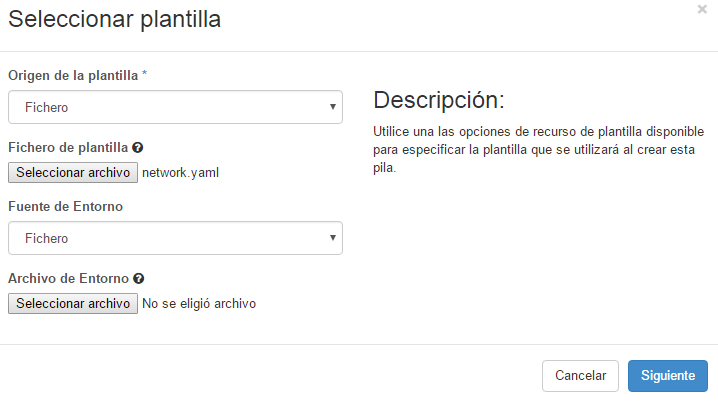 Seleccionar plantilla
×
Origen de la plantilla *
Fichero
Fichero de plantilla ?
Seleccionar archivo network.yaml
Fuente de Entorno
Fichero
Archivo de Entorno ?
Seleccionar archivo No se eligió archivo
Descripción:
Utilice una las opciones de recurso de plantilla disponible
para especificar la plantilla que se utilizará al crear esta
pila.
Cancelar
Siguiente